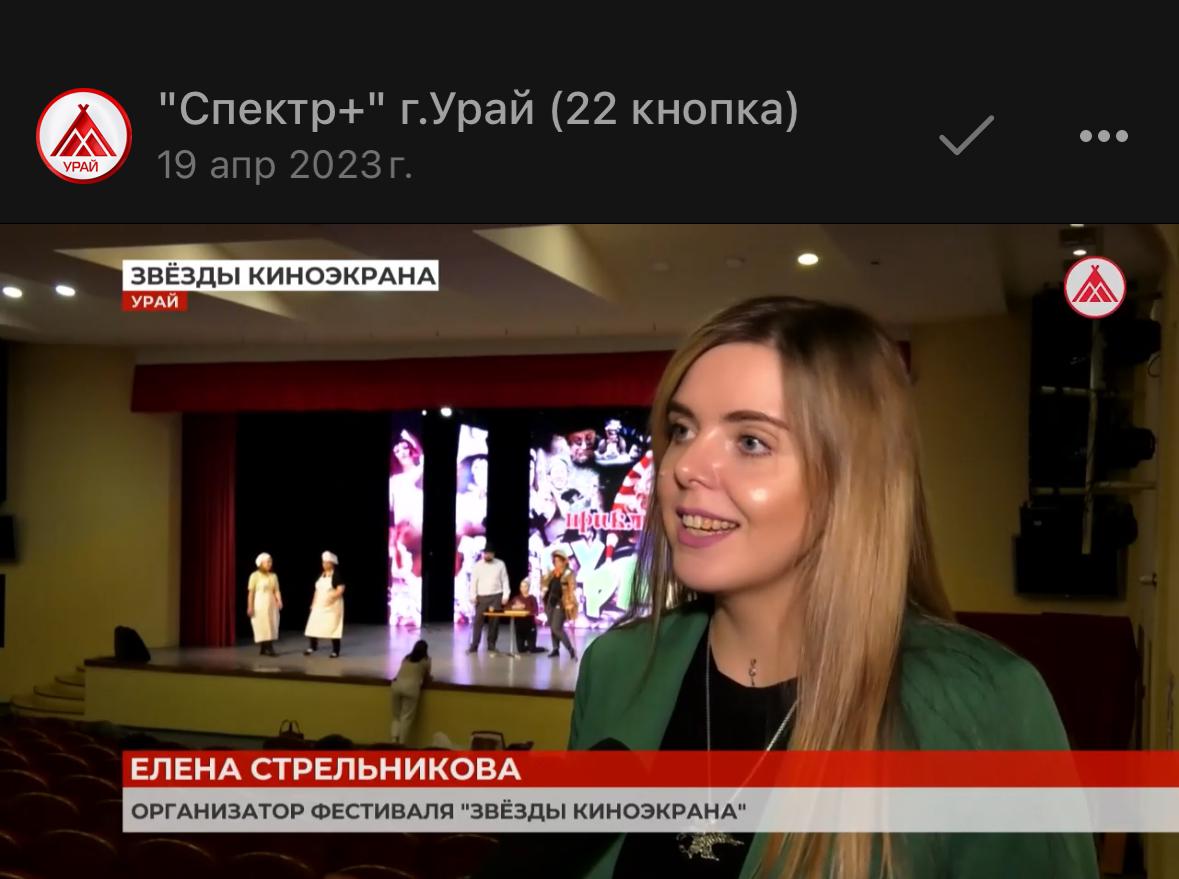 "Спектр+" г.Урай (22 кнопка)
19 апр 2023 г.
УРАЙ
ЗВЁЗДЫ КИНОЭКРАНА
УРАЙ
ЕЛЕНА СТРЕЛЬНИКОВА
ОРГАНИЗАТОР ФЕСТИВАЛЯ "ЗВЁЗДЫ КИНОЭКРАНА"